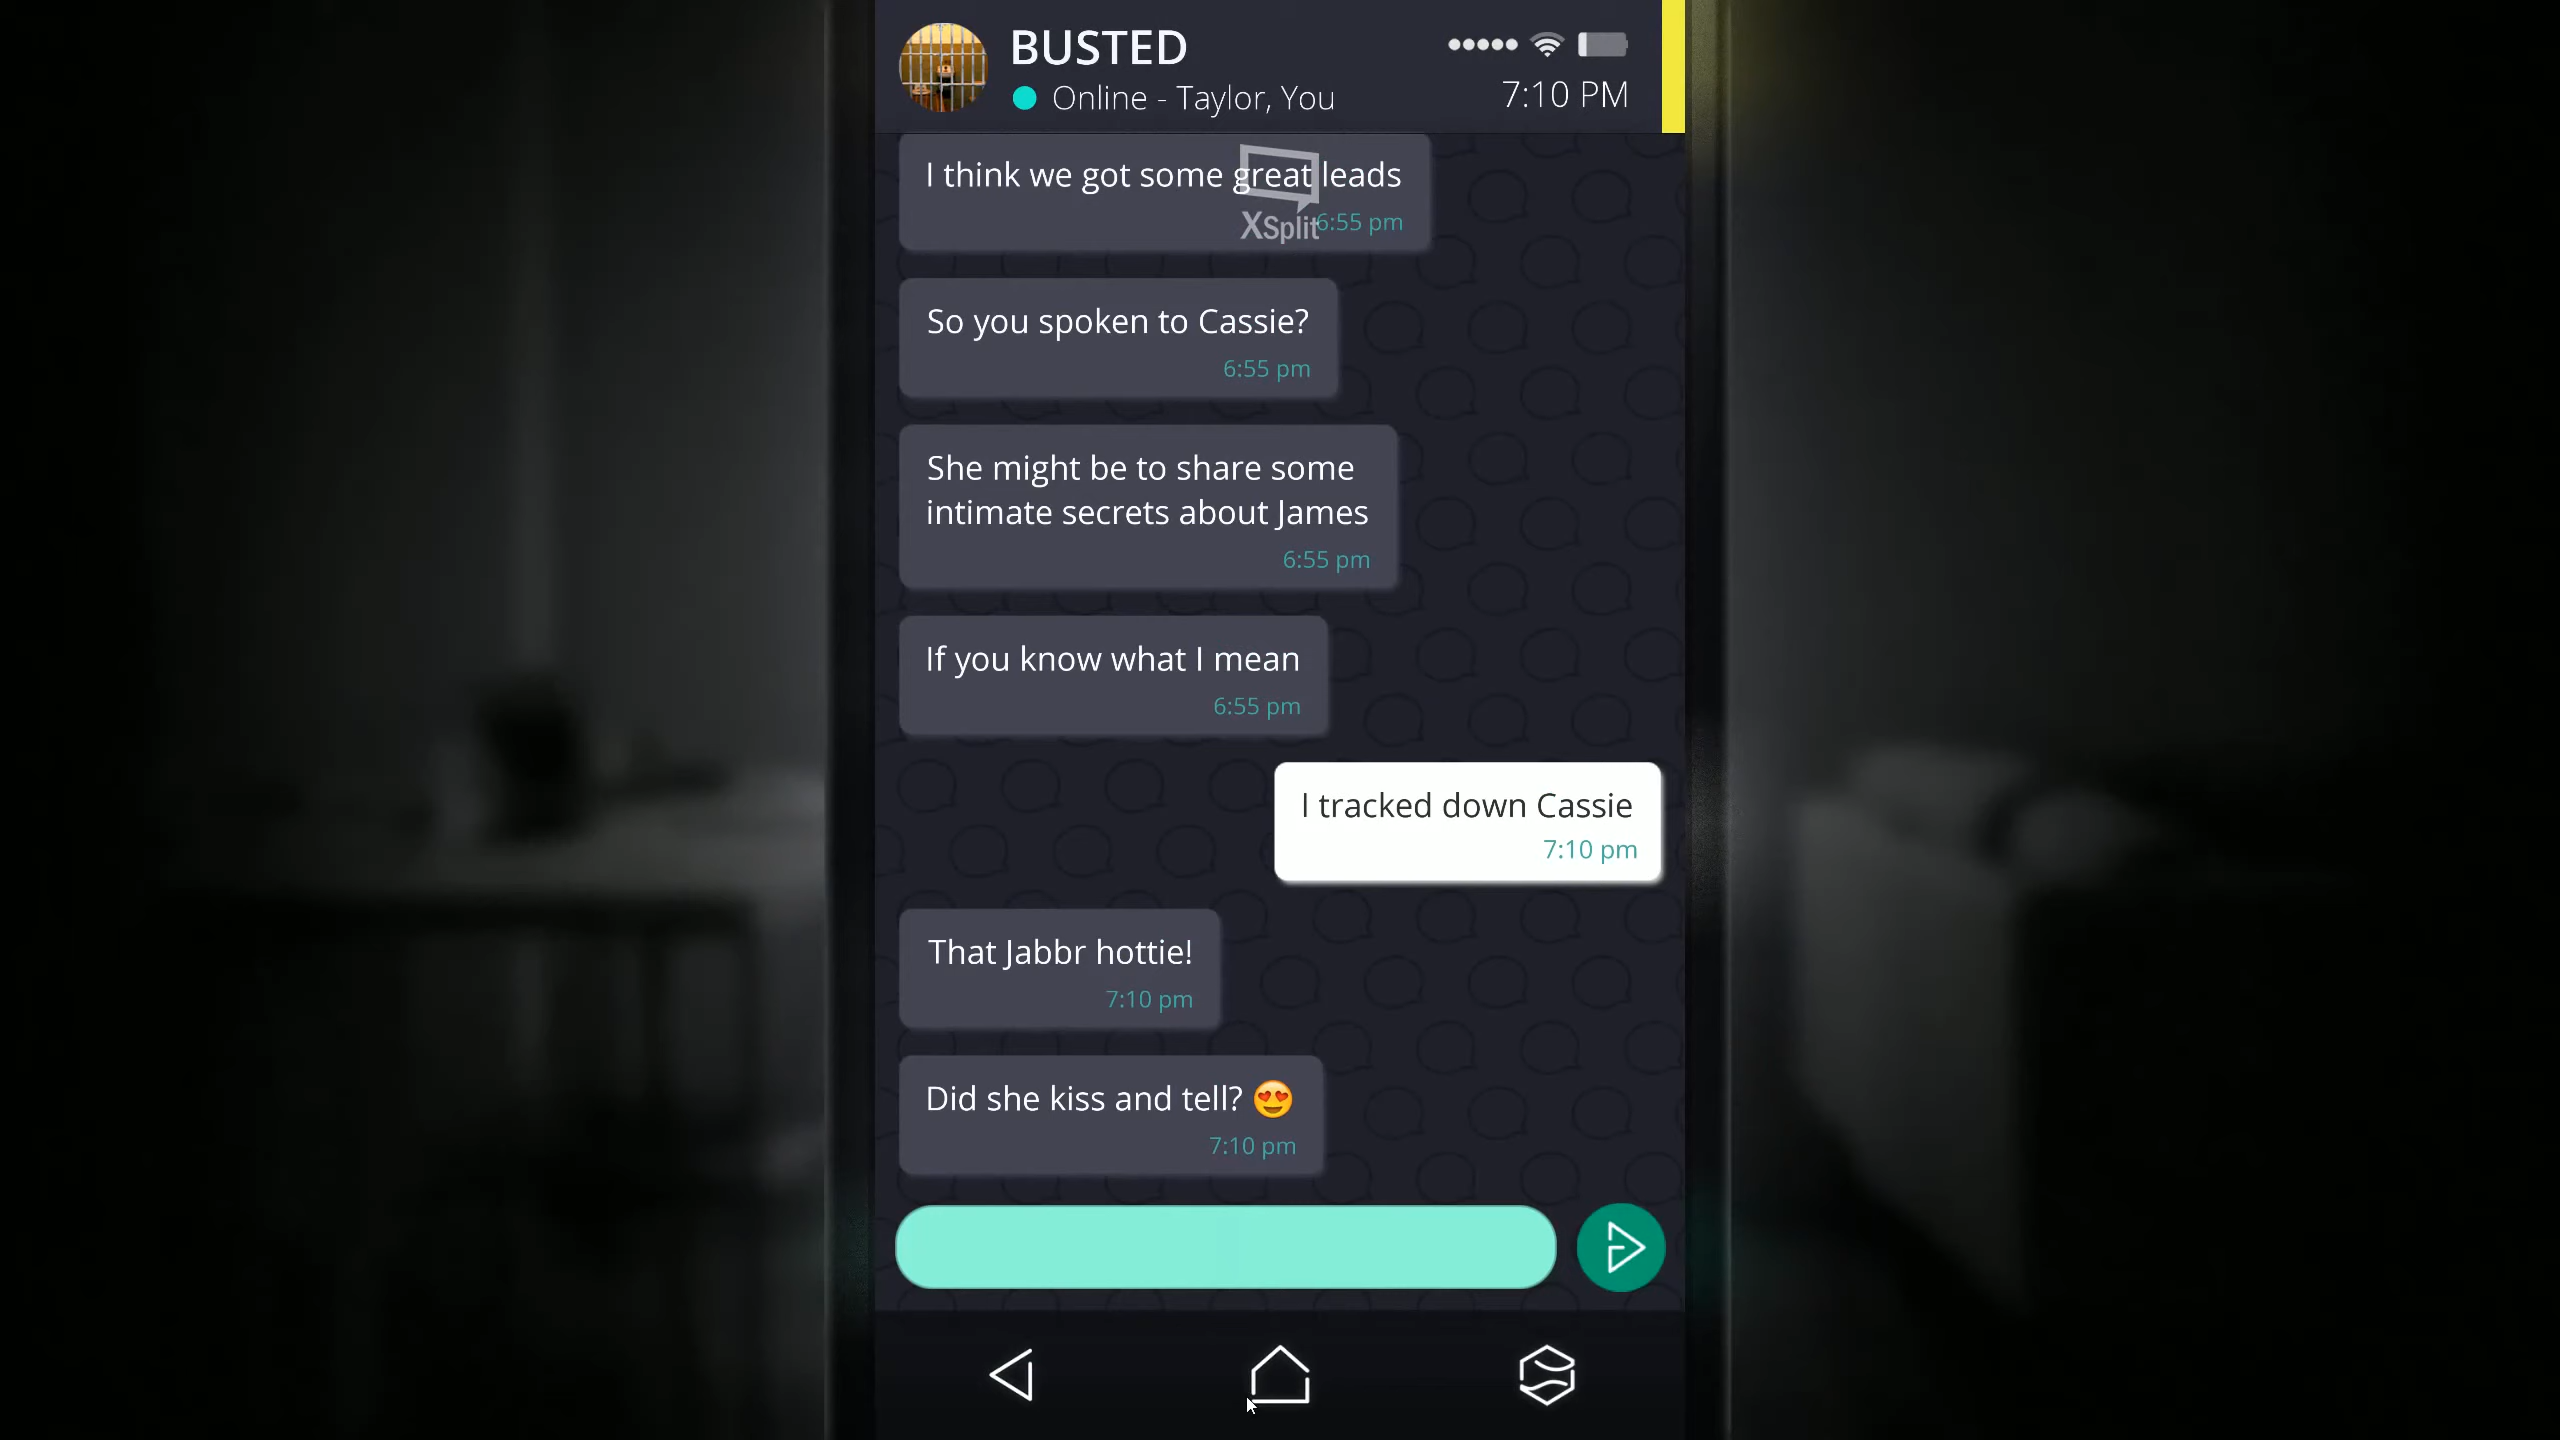 BUSTED
Online - Taylor, You
7:10 PM
I think we got some great leads
6:55 pm
XSplit
So you spoken to Cassie?
6:55 pm
She might be to share some
intimate secrets about James
6:55 pm
If you know what I mean
6:55 pm
I tracked down Cassie
7:10 pm
That Jabbr hottie!
7:10 pm
Did she kiss and tell? 😍
7:10 pm